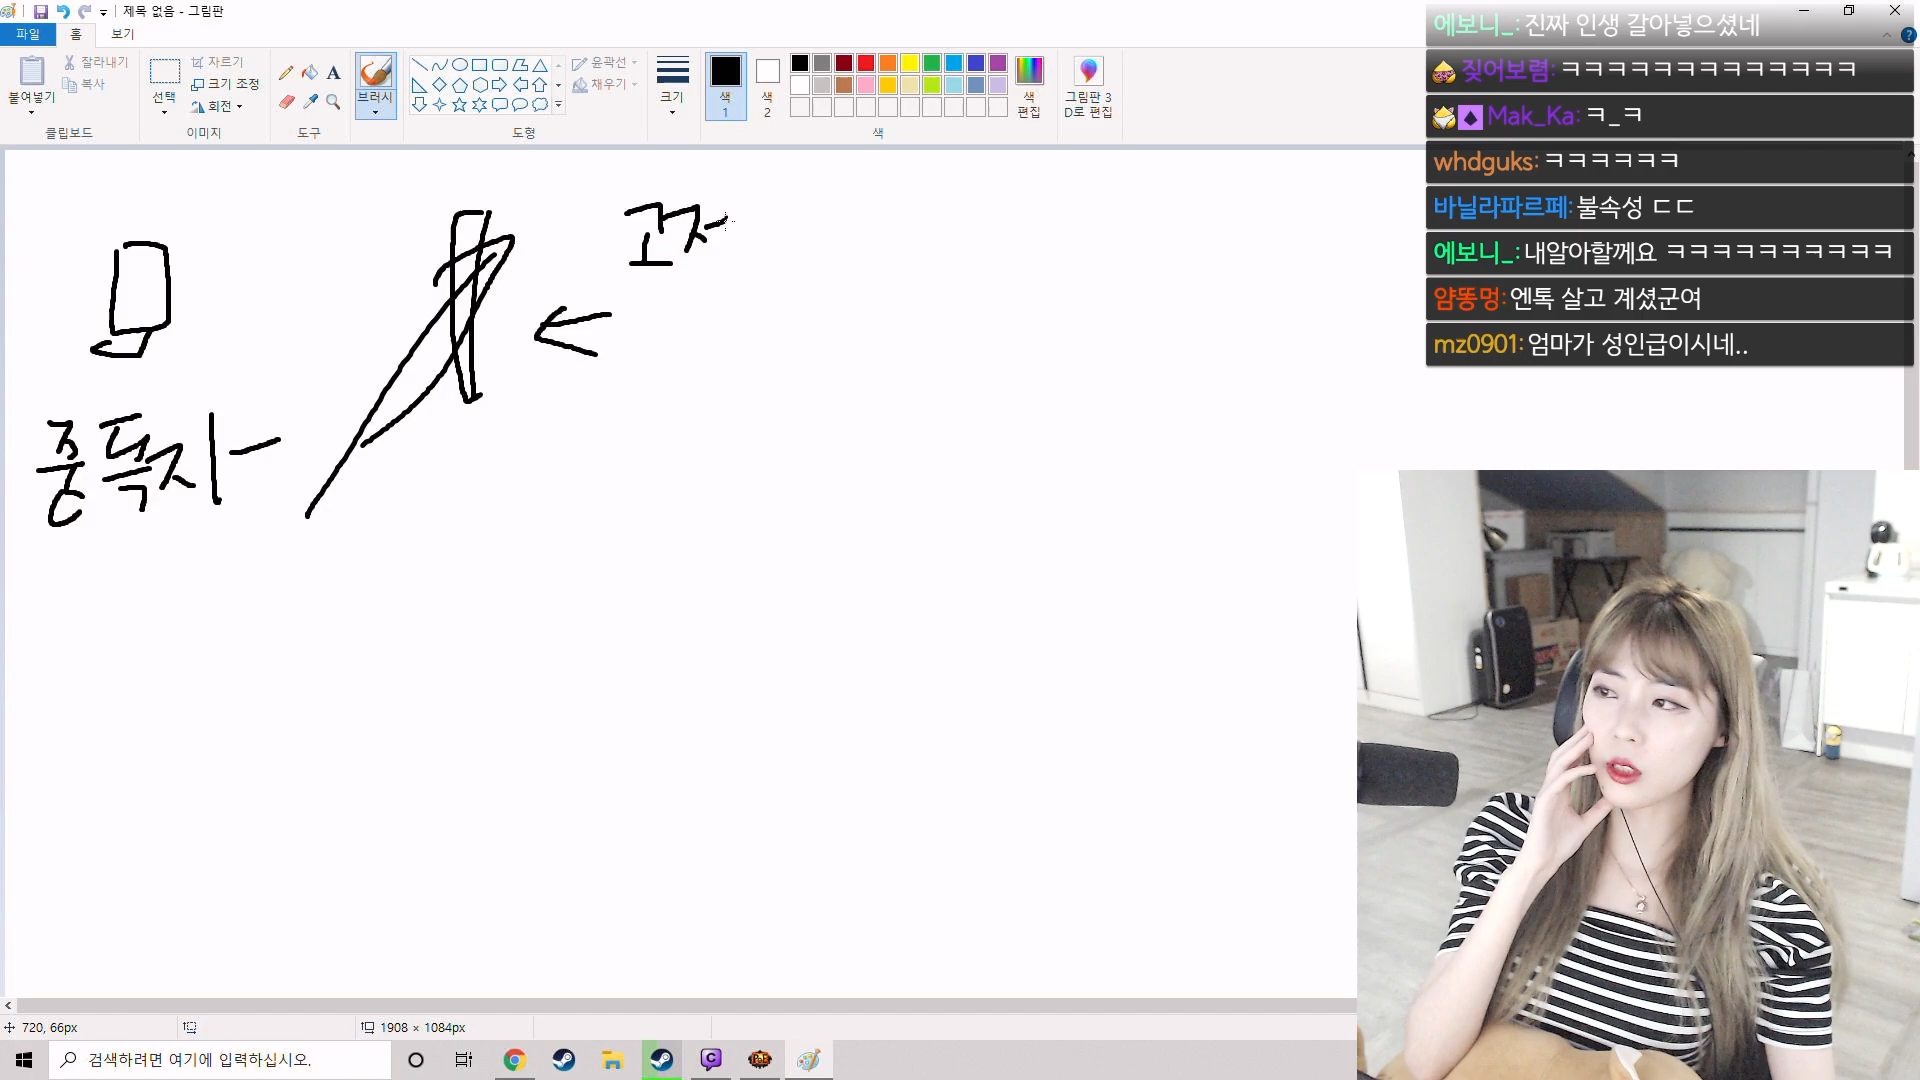 제목 없음 - 그림판
파일 홈 보기
붙여넣기
잘라내기
복사
클립보드
선택
자르기
크기 조정
회전
이미지
A
도구
브러시
도형
윤곽선
채우기
크기
색 1
색 2
색
색 편집
그림판 3D로 편집
중독자
고자
에보니_: 진짜 인생 갈아넣으셨네
짖어보렴: ㅋㅋㅋㅋㅋㅋㅋㅋㅋㅋㅋㅋㅋ
Mak_Ka: ㅋ_ㅋ
whdguks: ㅋㅋㅋㅋㅋㅋ
바닐라파르페: 불속성 ㄷㄷ
에보니_: 내알아할께요 ㅋㅋㅋㅋㅋㅋㅋㅋㅋㅋ
얌똥멍: 엔톡 살고 계셨군여
mz0901: 엄마가 성인급이시네..
720, 66px
1908 × 1084px
검색하려면 여기에 입력하십시오.